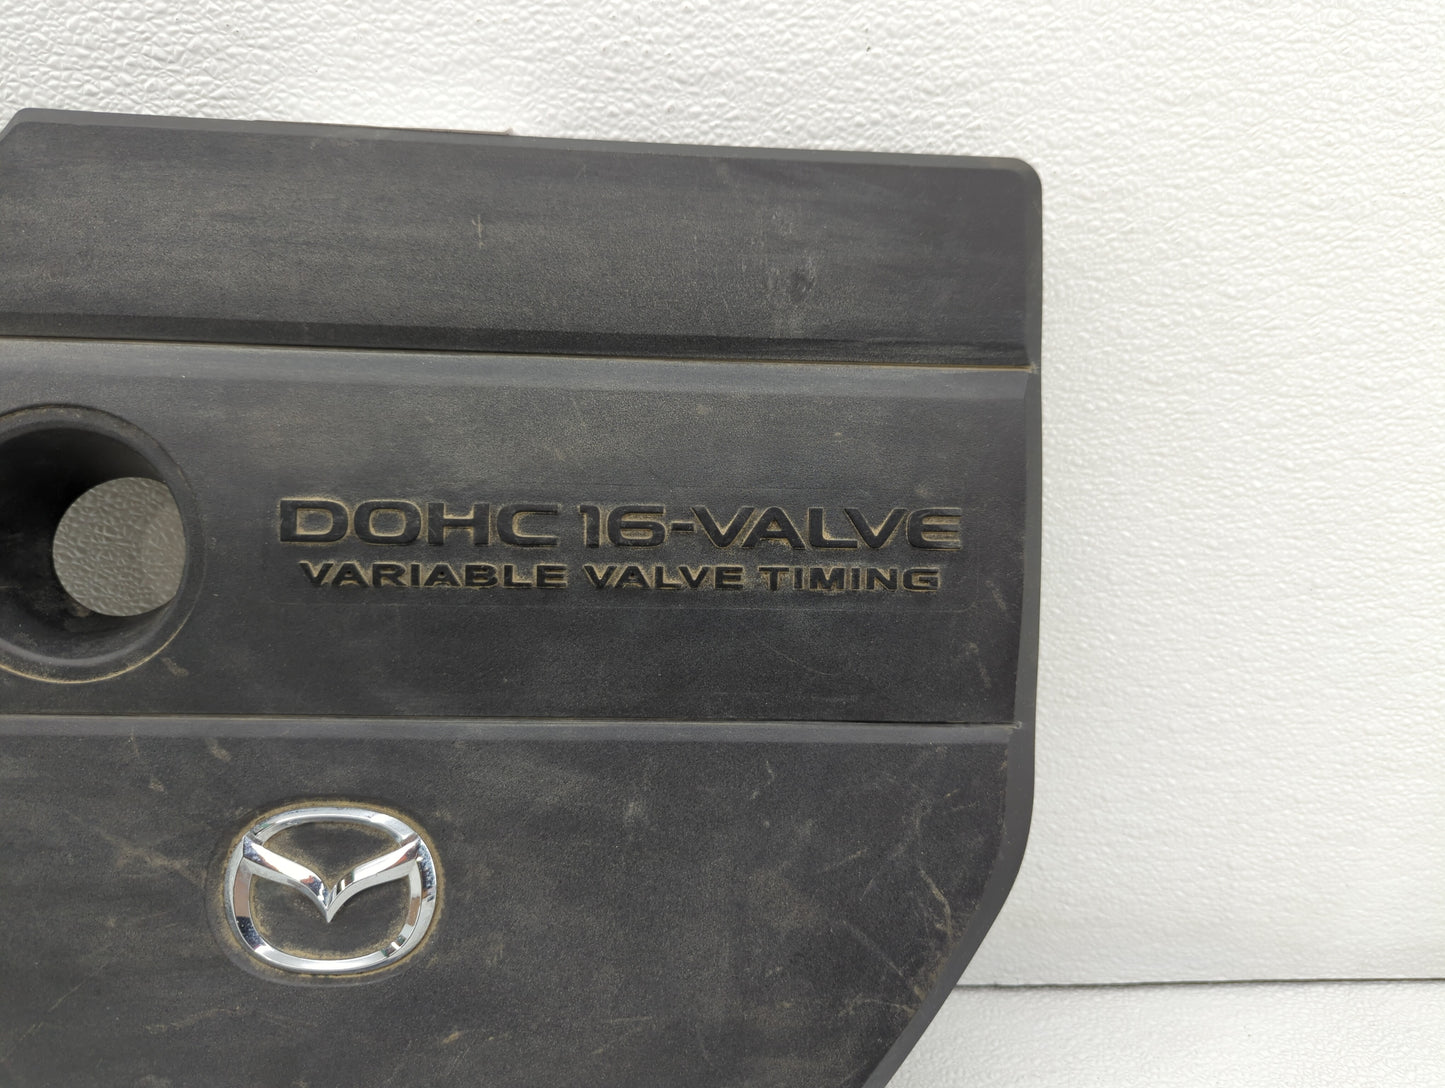 DOHC 16-VALVE
VARIABLE VALVE TIMING